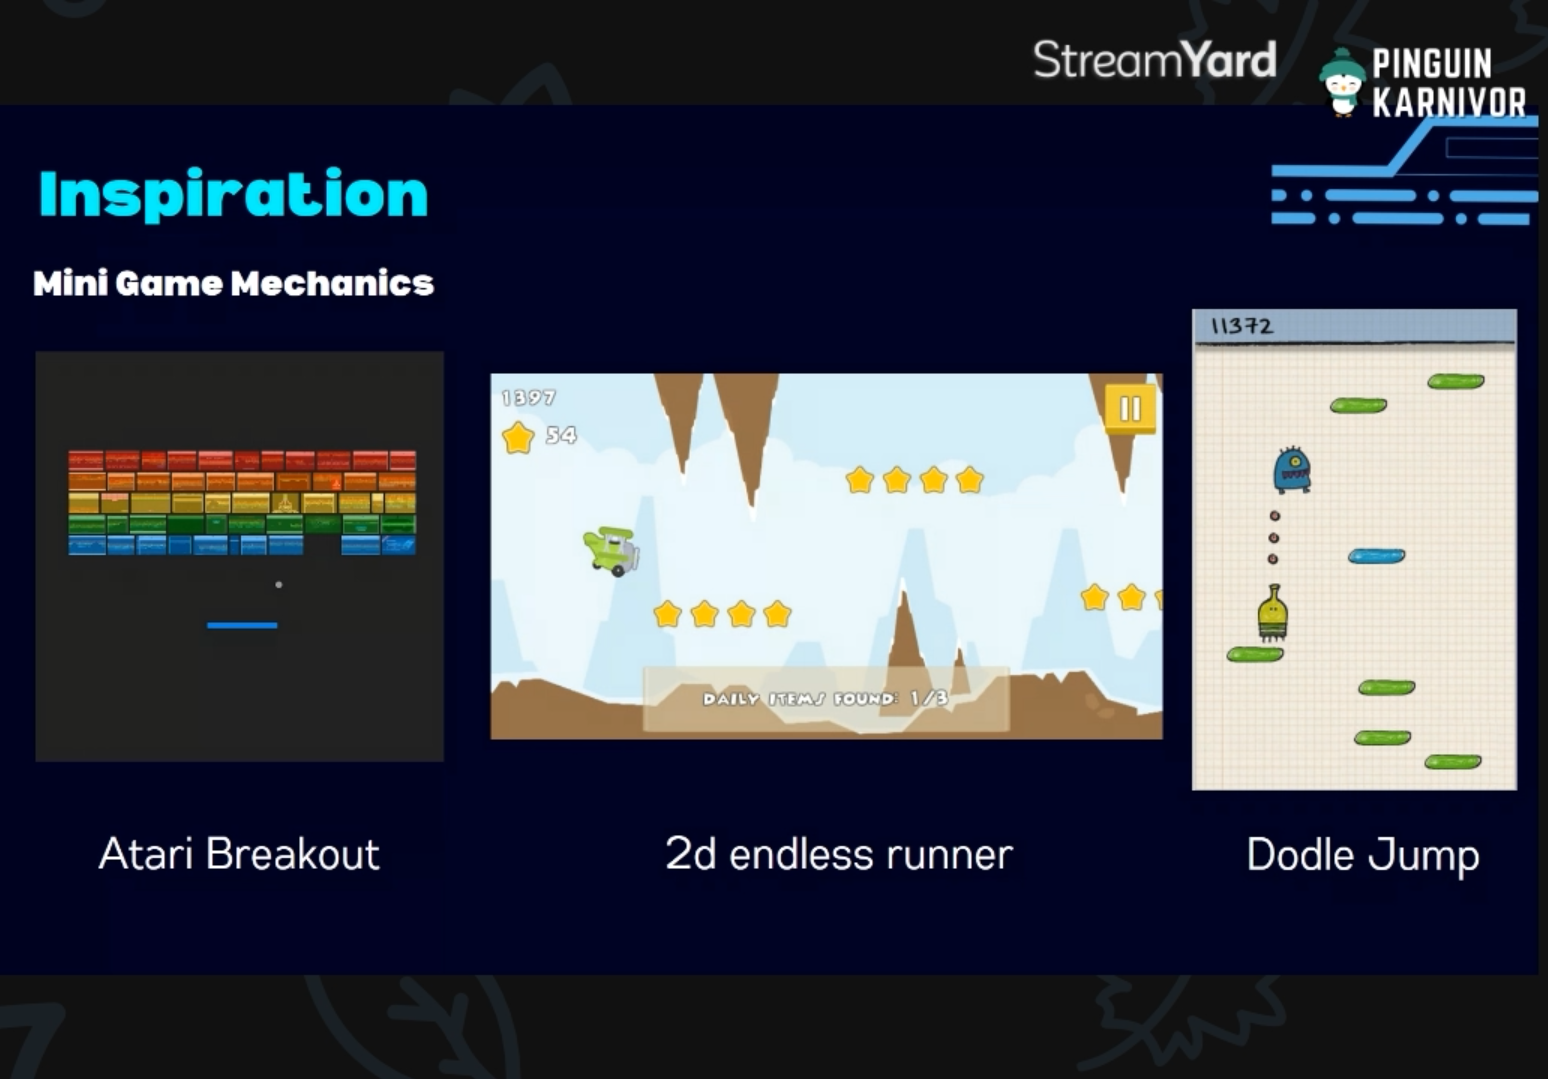 StreamYard
PINGUIN
KARNIVOR
Inspiration
Mini Game Mechanics
11372
1397
54
DAILY ITEMS FOUND: 1/3
Atari Breakout
2d endless runner
Dodle Jump